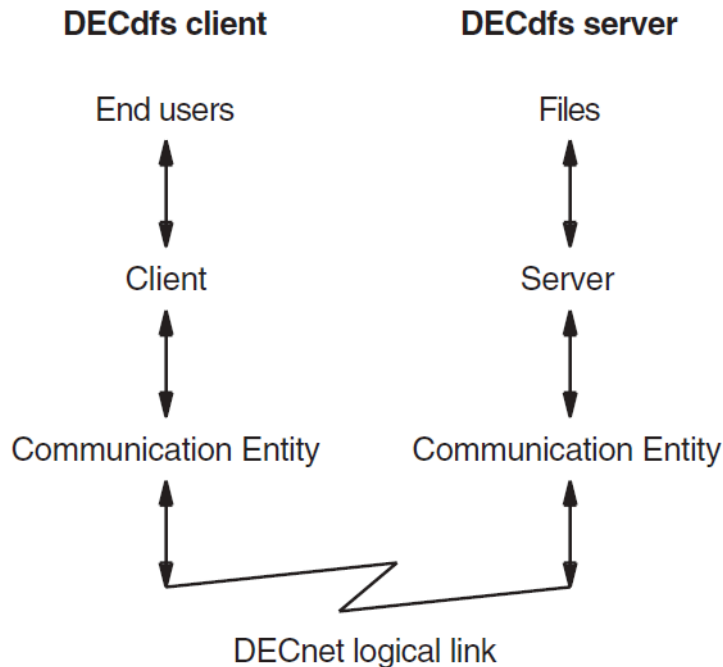 DECdfs client
DECdfs server
End users
Files
Client
Server
Communication Entity
Communication Entity
DECnet logical link